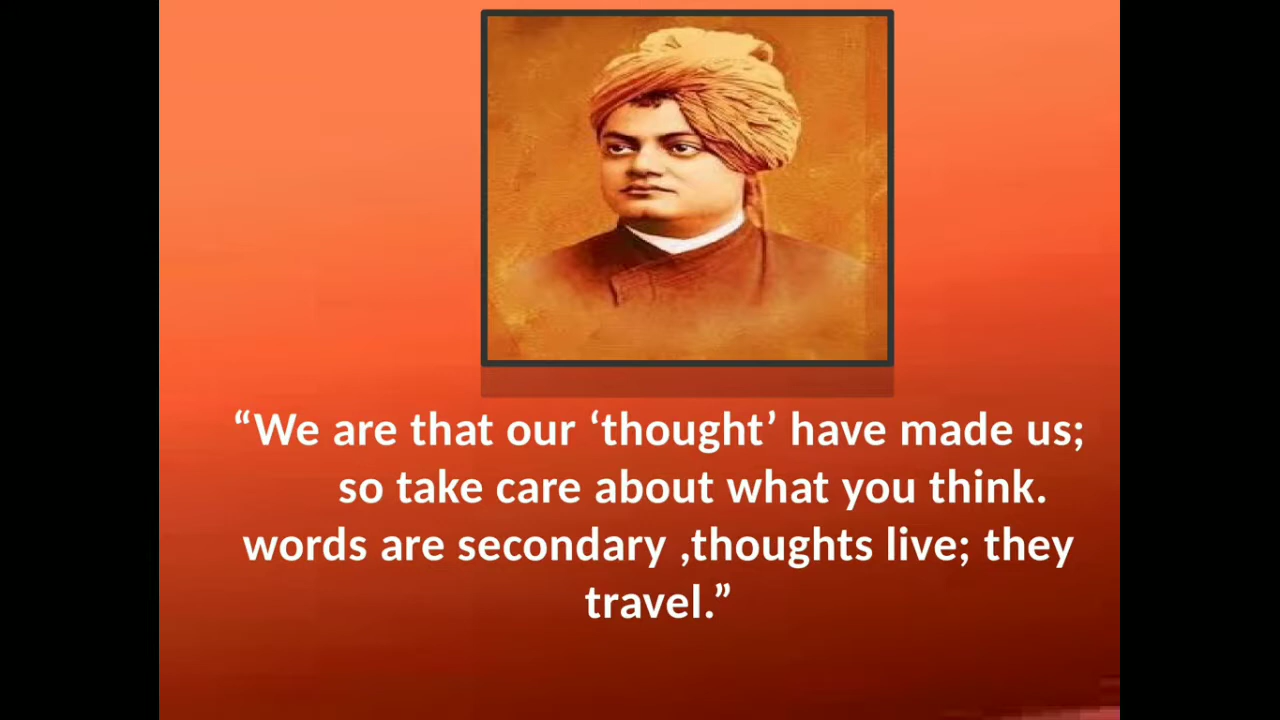 “We are that our ‘thought’ have made us;
so take care about what you think.
words are secondary ,thoughts live; they
travel.”